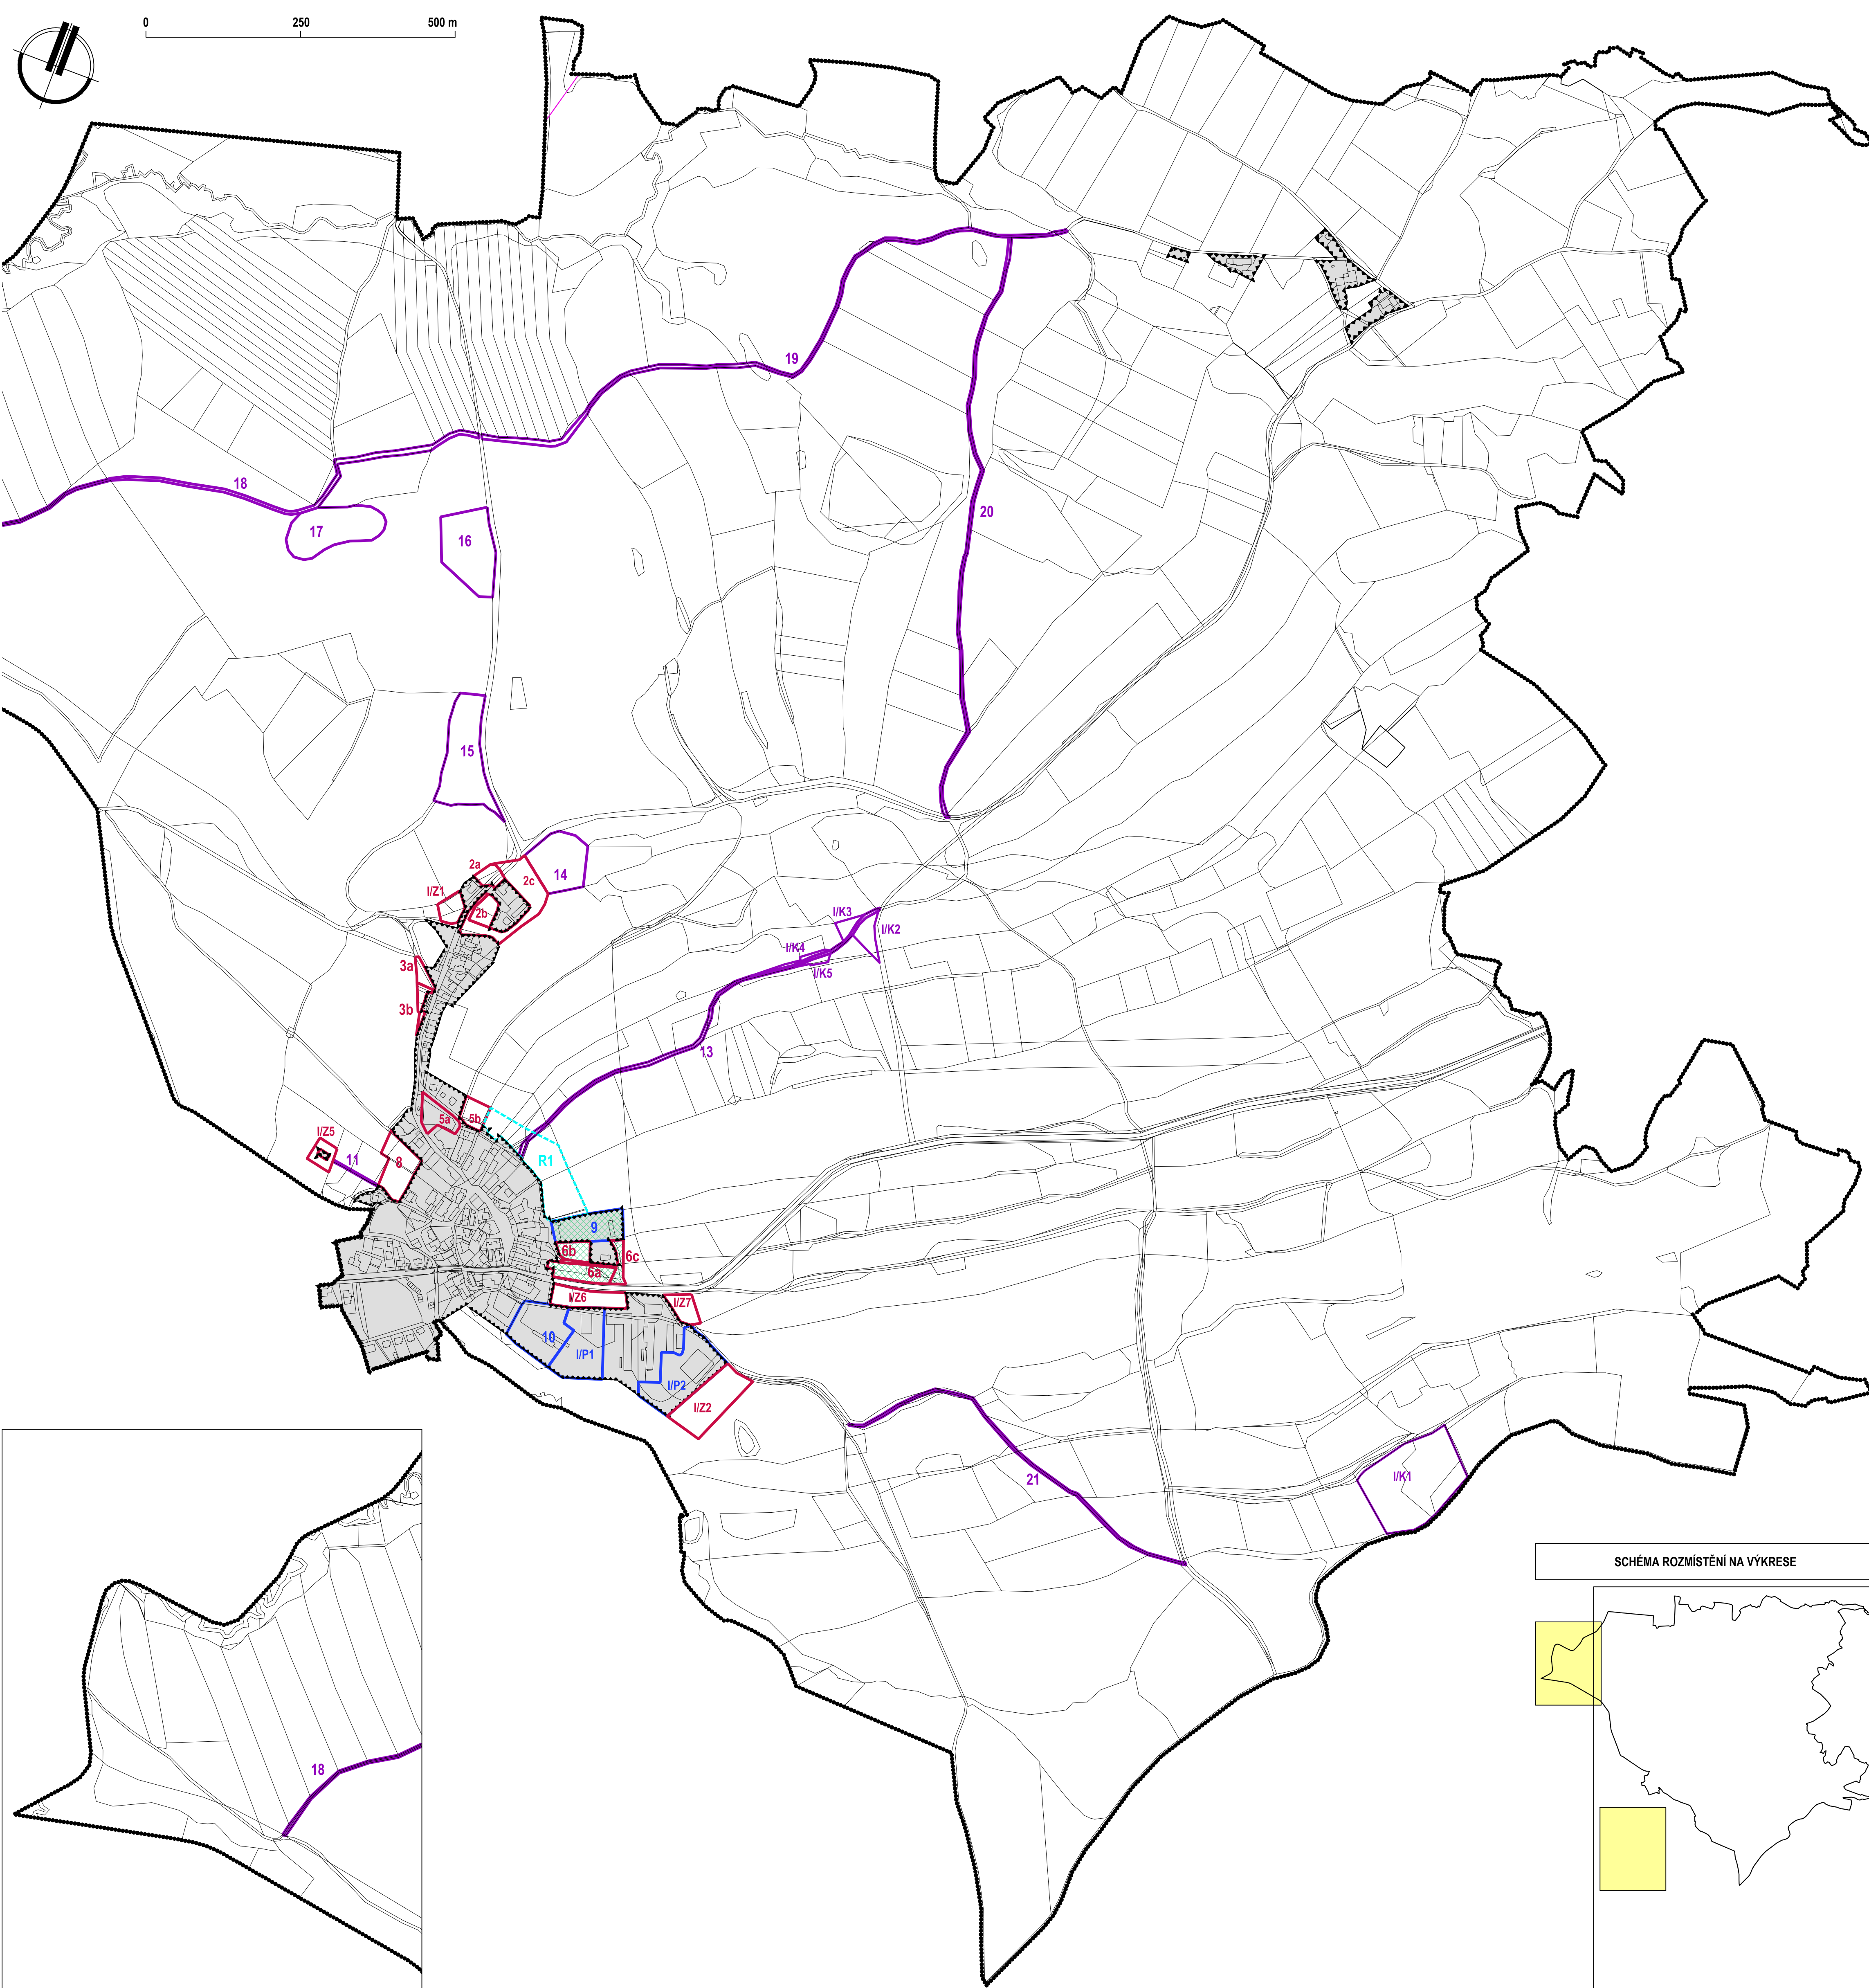 0 250 500 m
19
18
20
17
16
15
2a
14
2c
I/Z1
2b
I/K3
I/K2
I/K4
3a
I/K5
3b
13
5a
5b
I/Z5
11
8
R1
9
6b
6c
6a
I/Z6
I/Z7
10
I/P1
I/P2
I/Z2
21
I/K1
SCHÉMA ROZMÍSTĚNÍ NA VÝKRESE
18